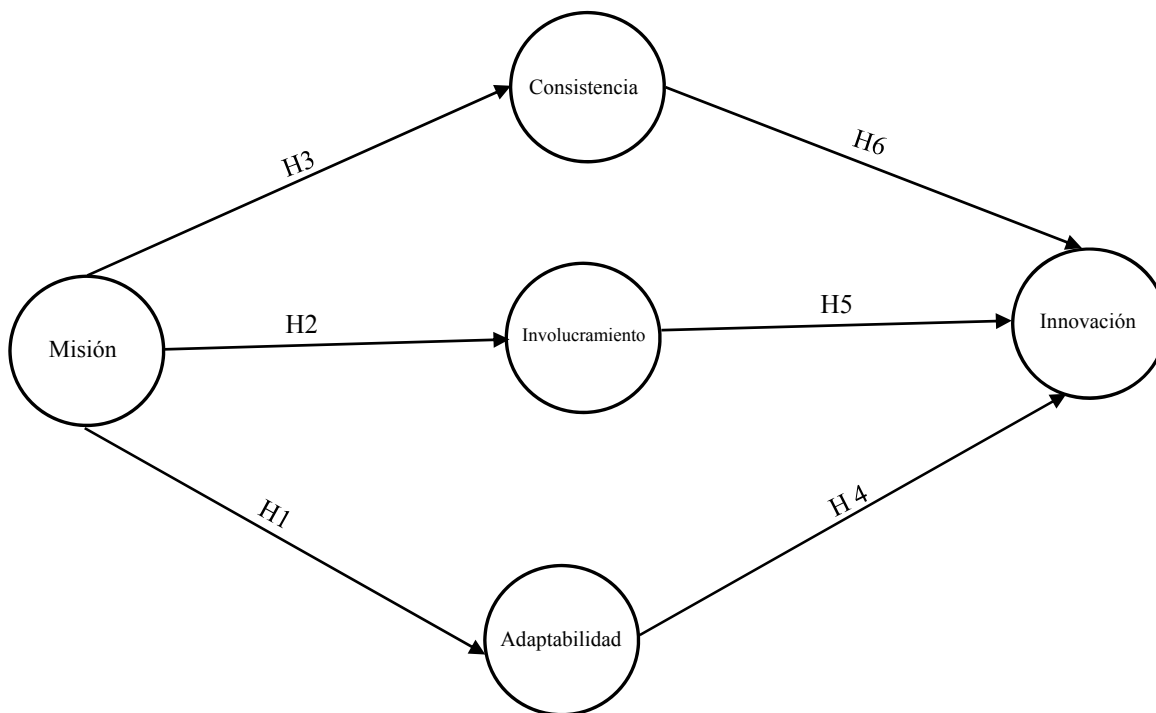 Consistencia
H6
H3
Misión
H2
Involucramiento
H5
Innovación
H1
H 4
Adaptabilidad